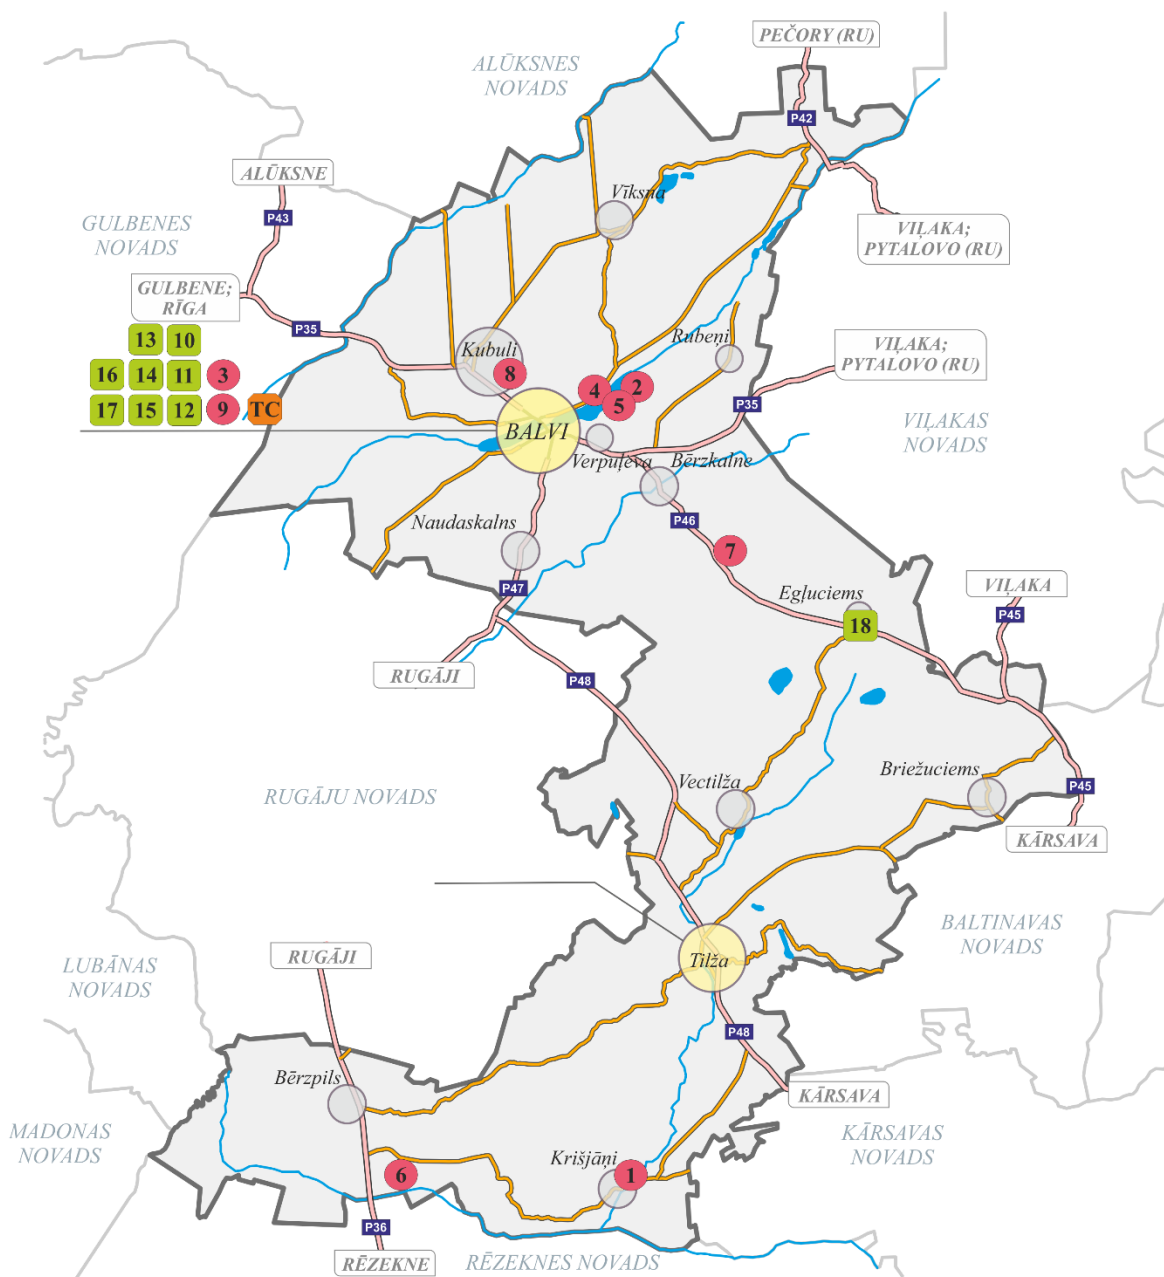 PEČORY (RU)
ALŪKSNES
NOVADS
P42
ALŪKSNE
Vīksna
P43
GULBENES
NOVADS
VIĻAKA;
PYTALOVO (RU)
GULBENE;
RĪGA
P35
Rubeņi
VIĻAKA;
PYTALOVO (RU)
13 10
Kubuli
16 14 11 3
8
4 2
5
17 15 12 9 TC
P35
VIĻAKAS
NOVADS
BALVI
Verpuļeva
Bērzkalne
Naudaskalns
P46
7
P47
Egļuciems
VIĻAKA
P45
18
RUGĀJI
P48
Briežuciems
Vectilža
P45
RUGĀJU NOVADS
KĀRSAVA
BALTINAVAS
NOVADS
RUGĀJI
Tilža
LUBĀNAS
NOVADS
P48
Bērzpils
KĀRSAVA
MADONAS
NOVADS
KĀRSAVAS
NOVADS
Krišjāņi
6
1
P36
RĒZEKNE
RĒZEKNES NOVADS